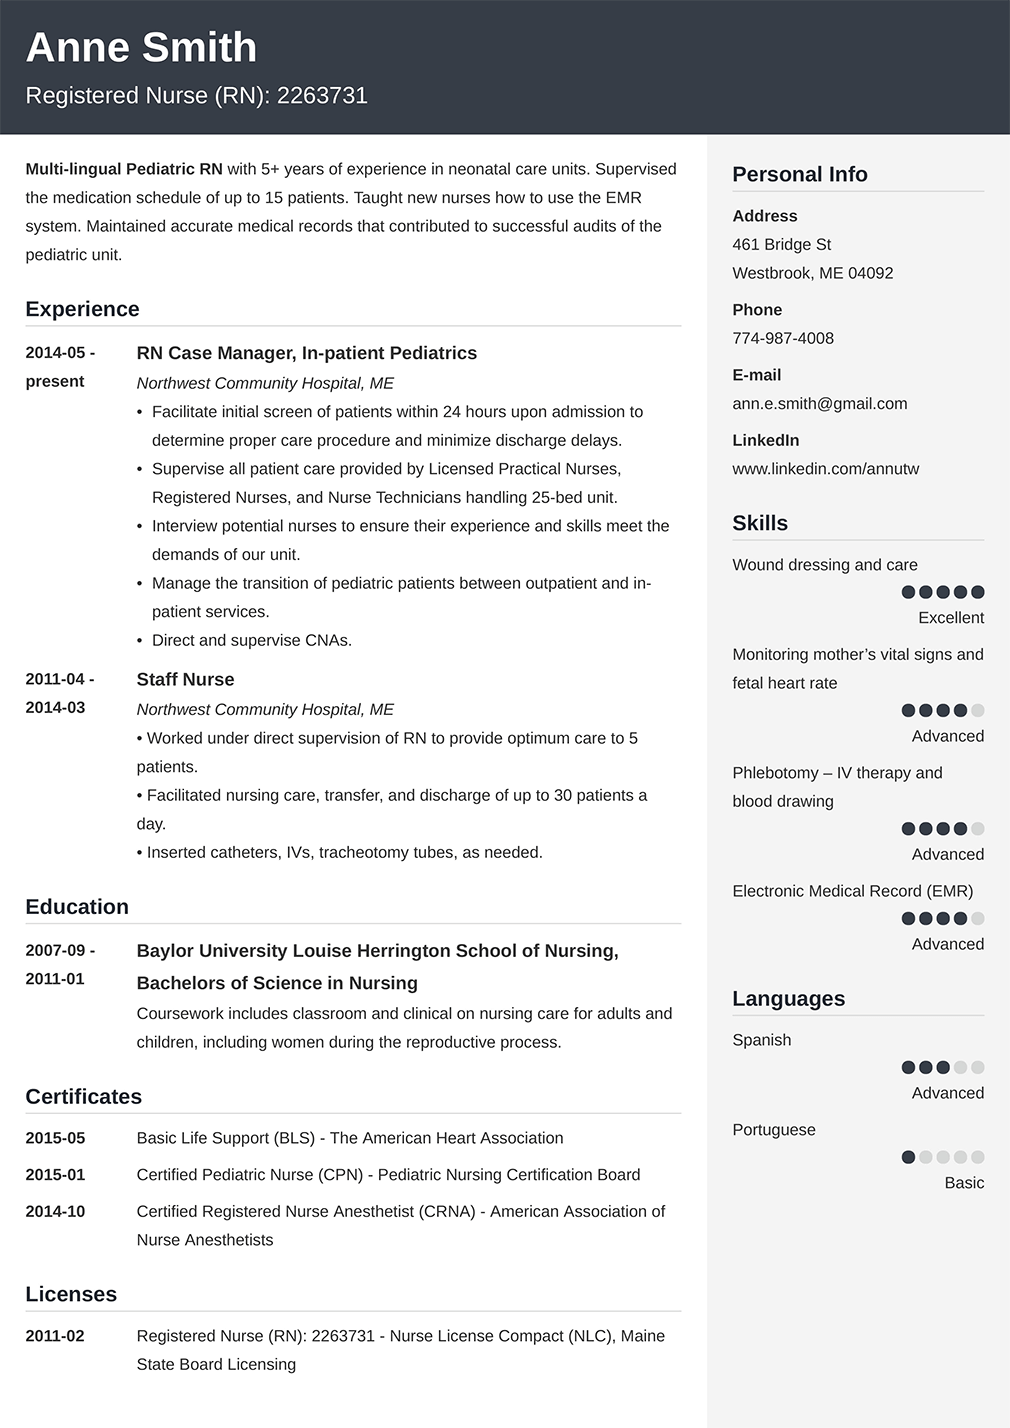 Anne Smith
Registered Nurse (RN): 2263731
Multi-lingual Pediatric RN with 5+ years of experience in neonatal care units. Supervised
the medication schedule of up to 15 patients. Taught new nurses how to use the EMR
system. Maintained accurate medical records that contributed to successful audits of the
pediatric unit.
Experience
2014-05 -
present
RN Case Manager, In-patient Pediatrics
Northwest Community Hospital, ME
• Facilitate initial screen of patients within 24 hours upon admission to
determine proper care procedure and minimize discharge delays.
• Supervise all patient care provided by Licensed Practical Nurses,
Registered Nurses, and Nurse Technicians handling 25-bed unit.
• Interview potential nurses to ensure their experience and skills meet the
demands of our unit.
• Manage the transition of pediatric patients between outpatient and in-
patient services.
• Direct and supervise CNAs.
2011-04 -
2014-03
Staff Nurse
Northwest Community Hospital, ME
• Worked under direct supervision of RN to provide optimum care to 5
patients.
• Facilitated nursing care, transfer, and discharge of up to 30 patients a
day.
• Inserted catheters, IVs, tracheotomy tubes, as needed.
Education
2007-09 -
2011-01
Baylor University Louise Herrington School of Nursing,
Bachelors of Science in Nursing
Coursework includes classroom and clinical on nursing care for adults and
children, including women during the reproductive process.
Certificates
2015-05
Basic Life Support (BLS) - The American Heart Association
2015-01
Certified Pediatric Nurse (CPN) - Pediatric Nursing Certification Board
2014-10
Certified Registered Nurse Anesthetist (CRNA) - American Association of
Nurse Anesthetists
Licenses
2011-02
Registered Nurse (RN): 2263731 - Nurse License Compact (NLC), Maine
State Board Licensing
Personal Info
Address
461 Bridge St
Westbrook, ME 04092
Phone
774-987-4008
E-mail
ann.e.smith@gmail.com
LinkedIn
www.linkedin.com/annutw
Skills
Wound dressing and care
Excellent
Monitoring mother’s vital signs and
fetal heart rate
Advanced
Phlebotomy – IV therapy and
blood drawing
Advanced
Electronic Medical Record (EMR)
Advanced
Languages
Spanish
Advanced
Portuguese
Basic